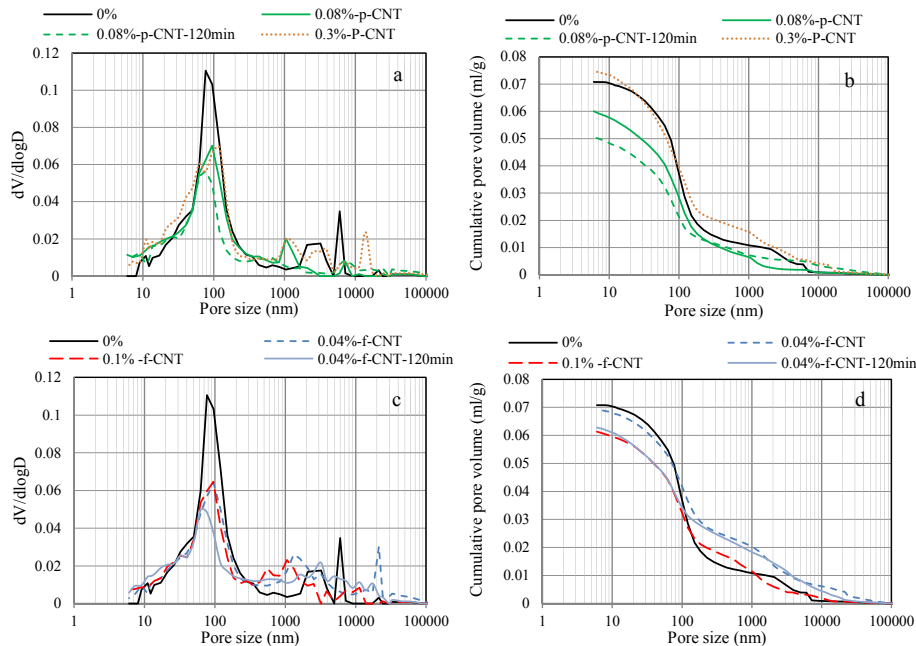 0% 0.08%-p-CNT
0.08%-p-CNT-120min 0.3%-P-CNT
a
dV/dlogD
0.12
0.1
0.08
0.06
0.04
0.02
0
1 10 100 1000 10000 100000
Pore size (nm)
0% 0.08%-p-CNT
0.08%-p-CNT-120min 0.3%-P-CNT
b
Cumulative pore volume (ml/g)
0.08
0.07
0.06
0.05
0.04
0.03
0.02
0.01
0
1 10 100 1000 10000 100000
Pore size (nm)
0% 0.04%-f-CNT
0.1% -f-CNT 0.04%-f-CNT-120min
c
dV/dlogD
0.12
0.1
0.08
0.06
0.04
0.02
0
1 10 100 1000 10000 100000
Pore size (nm)
0% 0.04%-f-CNT
0.1% -f-CNT 0.04%-f-CNT-120min
d
Cumulative pore volume (ml/g)
0.08
0.07
0.06
0.05
0.04
0.03
0.02
0.01
0
1 10 100 1000 10000 100000
Pore size (nm)